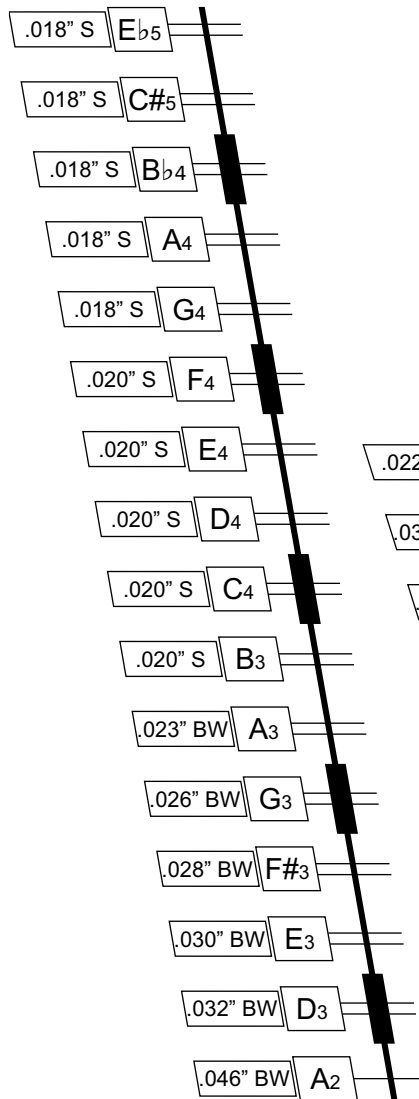 .018” S E♭5
.018” S C#5
.018” S B♭4
.018” S A4
.018” S G4
.020” S F4
.020” S E4
.022
.020” S D4
.03
.020” S C4
.020” S B3
.023” BW A3
.026” BW G3
.028” BW F#3
.030” BW E3
.032” BW D3
.046” BW A2